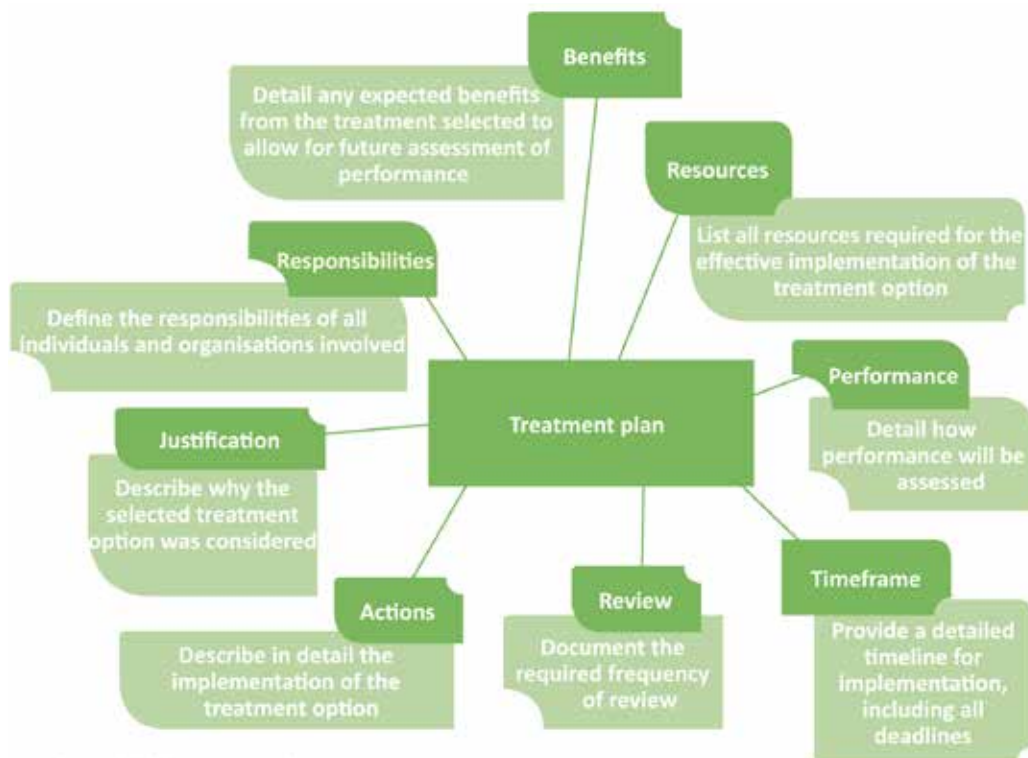 Benefits
Detail any expected benefits
from the treatment selected to
allow for future assessment of
performance
Resources
List all resources required for the
effective implementation of the
treatment option
Responsibilities
Define the responsibilities of all
individuals and organisations involved
Treatment plan
Performance
Detail how
performance will be
assessed
Justification
Describe why the
selected treatment
option was considered
Actions
Describe in detail the
implementation of the
treatment option
Review
Document the
required frequency
of review
Timeframe
Provide a detailed
timeline for
implementation,
including all
deadlines